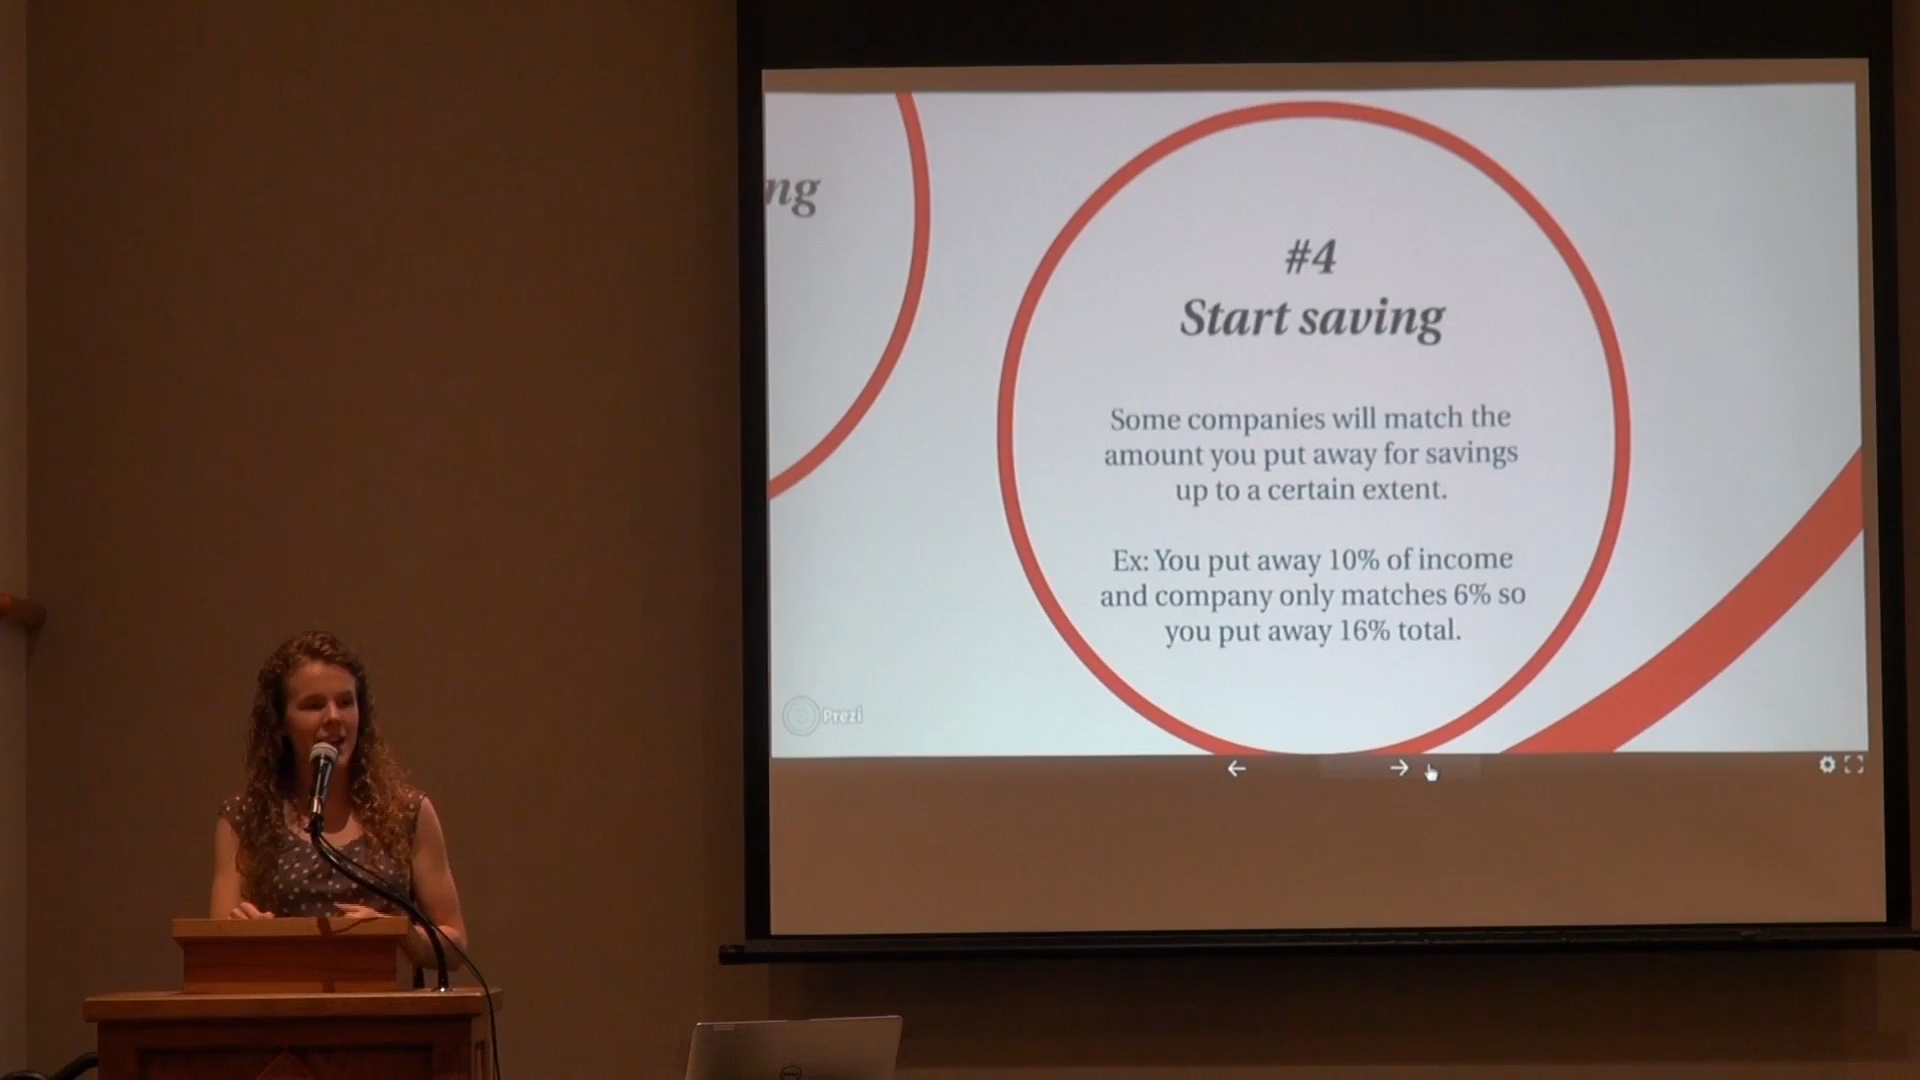 ng
#4
Start saving
Some companies will match the
amount you put away for savings
up to a certain extent.
Ex: You put away 10% of income
and company only matches 6% so
you put away 16% total.
Prezi
DELL